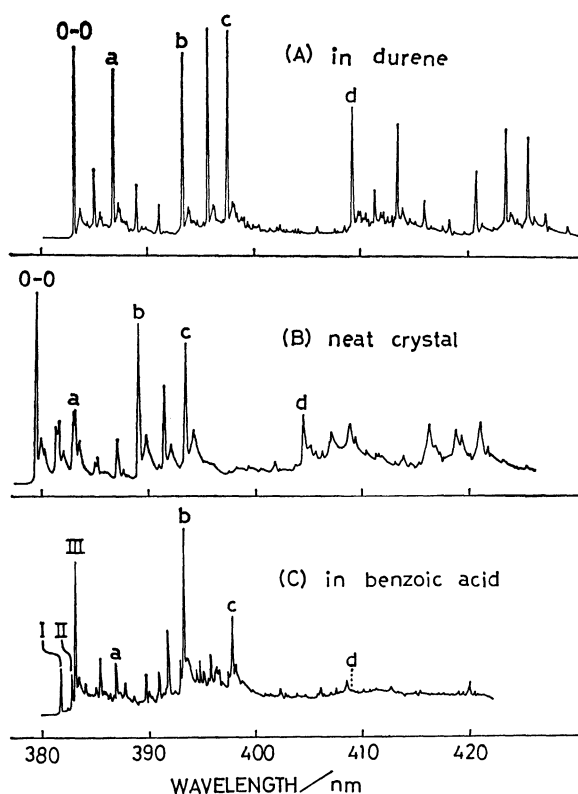 0-0
a
b
c
d
(A) in durene
0-0
a
b
c
d
(B) neat crystal
I
II
III
a
b
c
d
(C) in benzoic acid
380 390 400 410 420
WAVELENGTH/nm